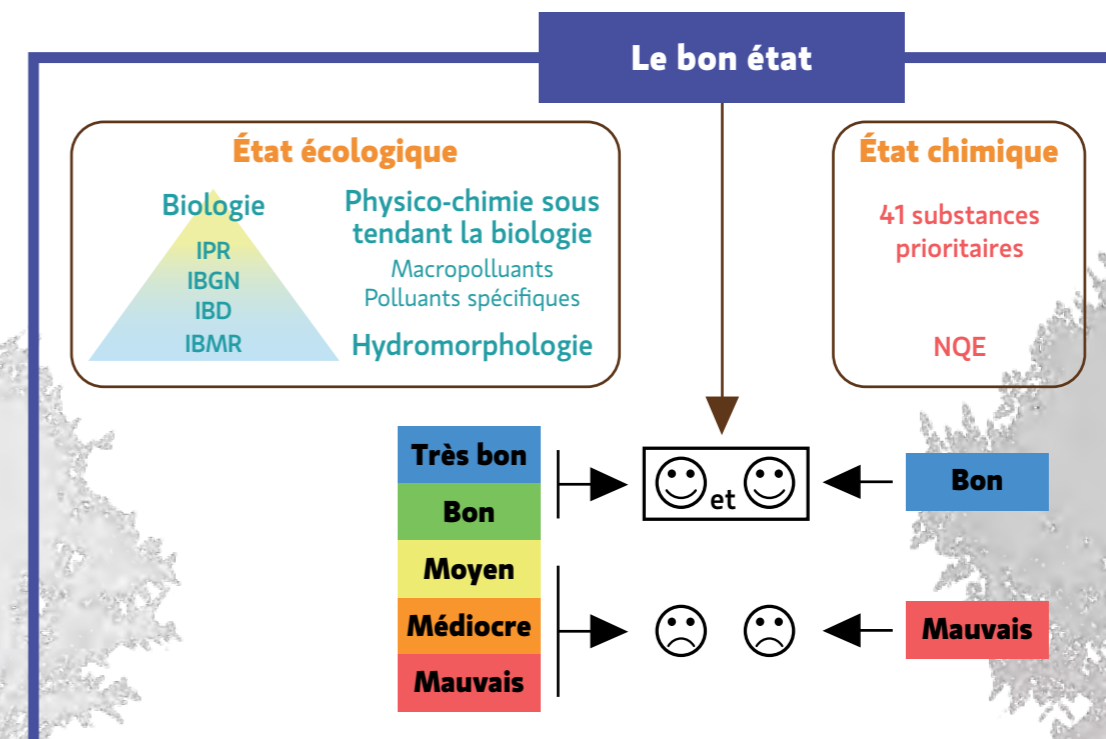 Le bon état
État écologique
Biologie
IPR
IBGN
IBD
IBMR
Physico-chimie sous
tendant la biologie
Macropolluants
Polluants spécifiques
Hydromorphologie
État chimique
41 substances
prioritaires
NQE
Très bon
Bon
Moyen
Médiocre
Mauvais
et
Bon
Mauvais